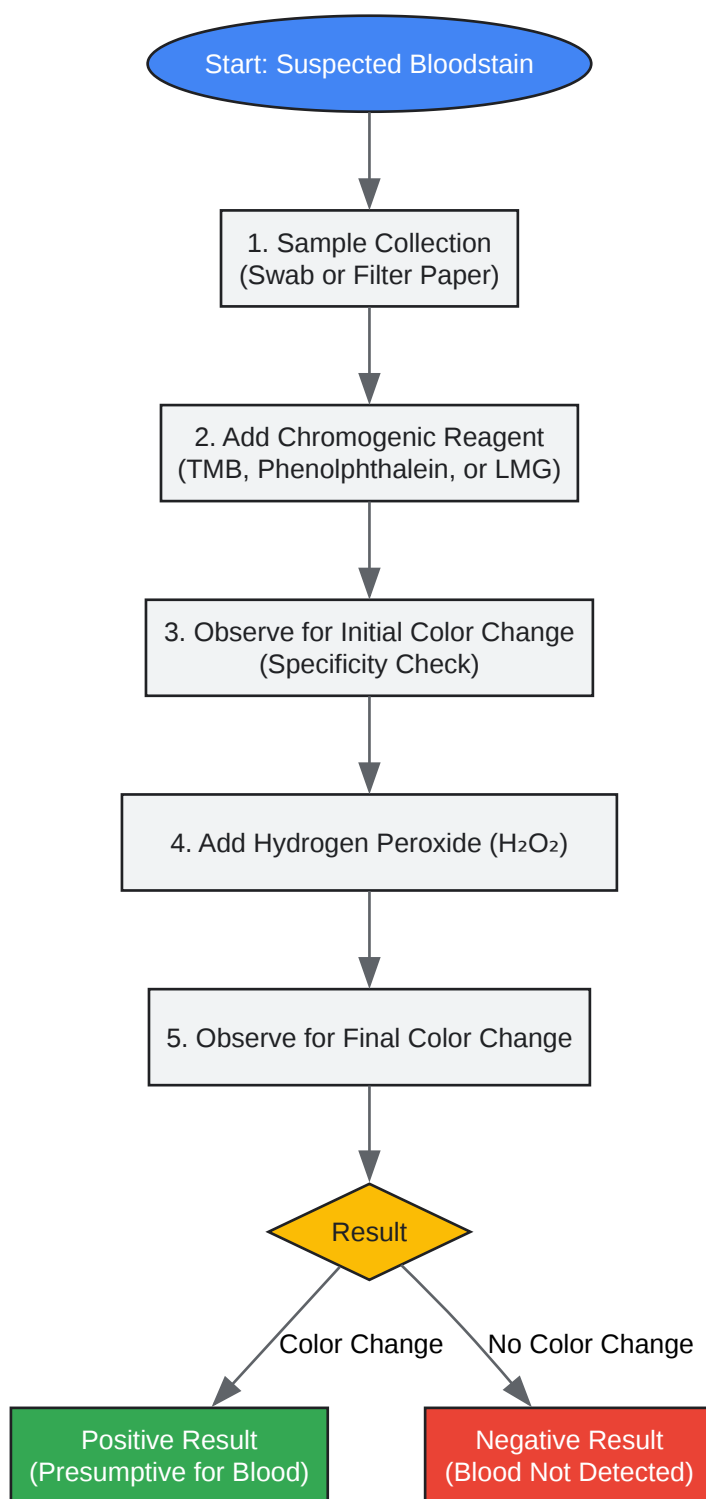 Start: Suspected Bloodstain
1. Sample Collection
(Swab or Filter Paper)
2. Add Chromogenic Reagent
(TMB, Phenolphthalein, or LMG)
3. Observe for Initial Color Change
(Specificity Check)
4. Add Hydrogen Peroxide (H₂O₂)
5. Observe for Final Color Change
Result
Color Change
No Color Change
Positive Result
(Presumptive for Blood)
Negative Result
(Blood Not Detected)